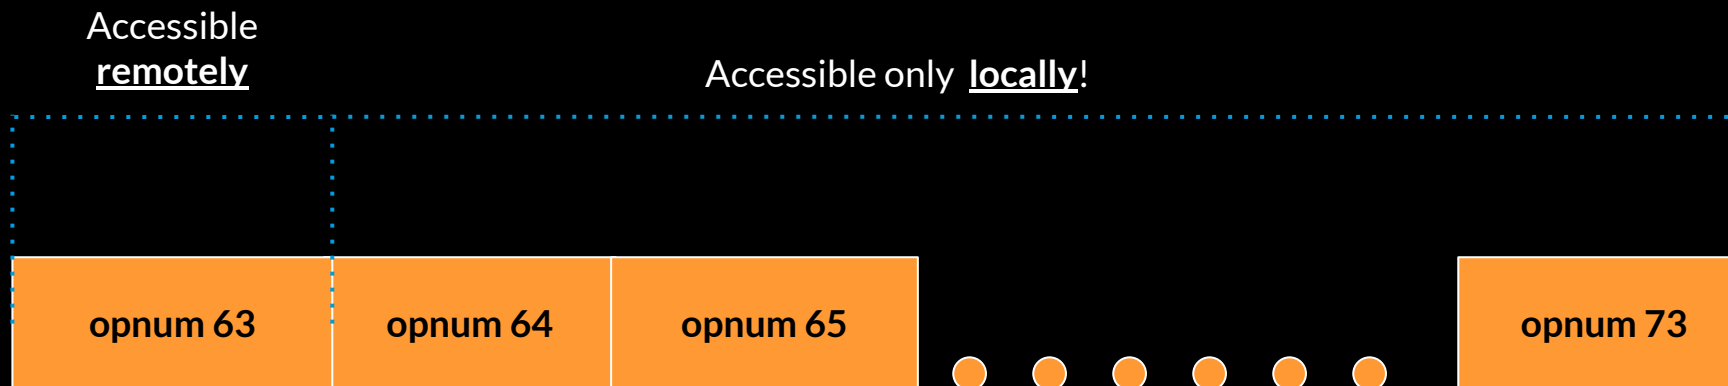 Accessible
remotely
Accessible only locally!
opnum 63
opnum 64
opnum 65
opnum 73